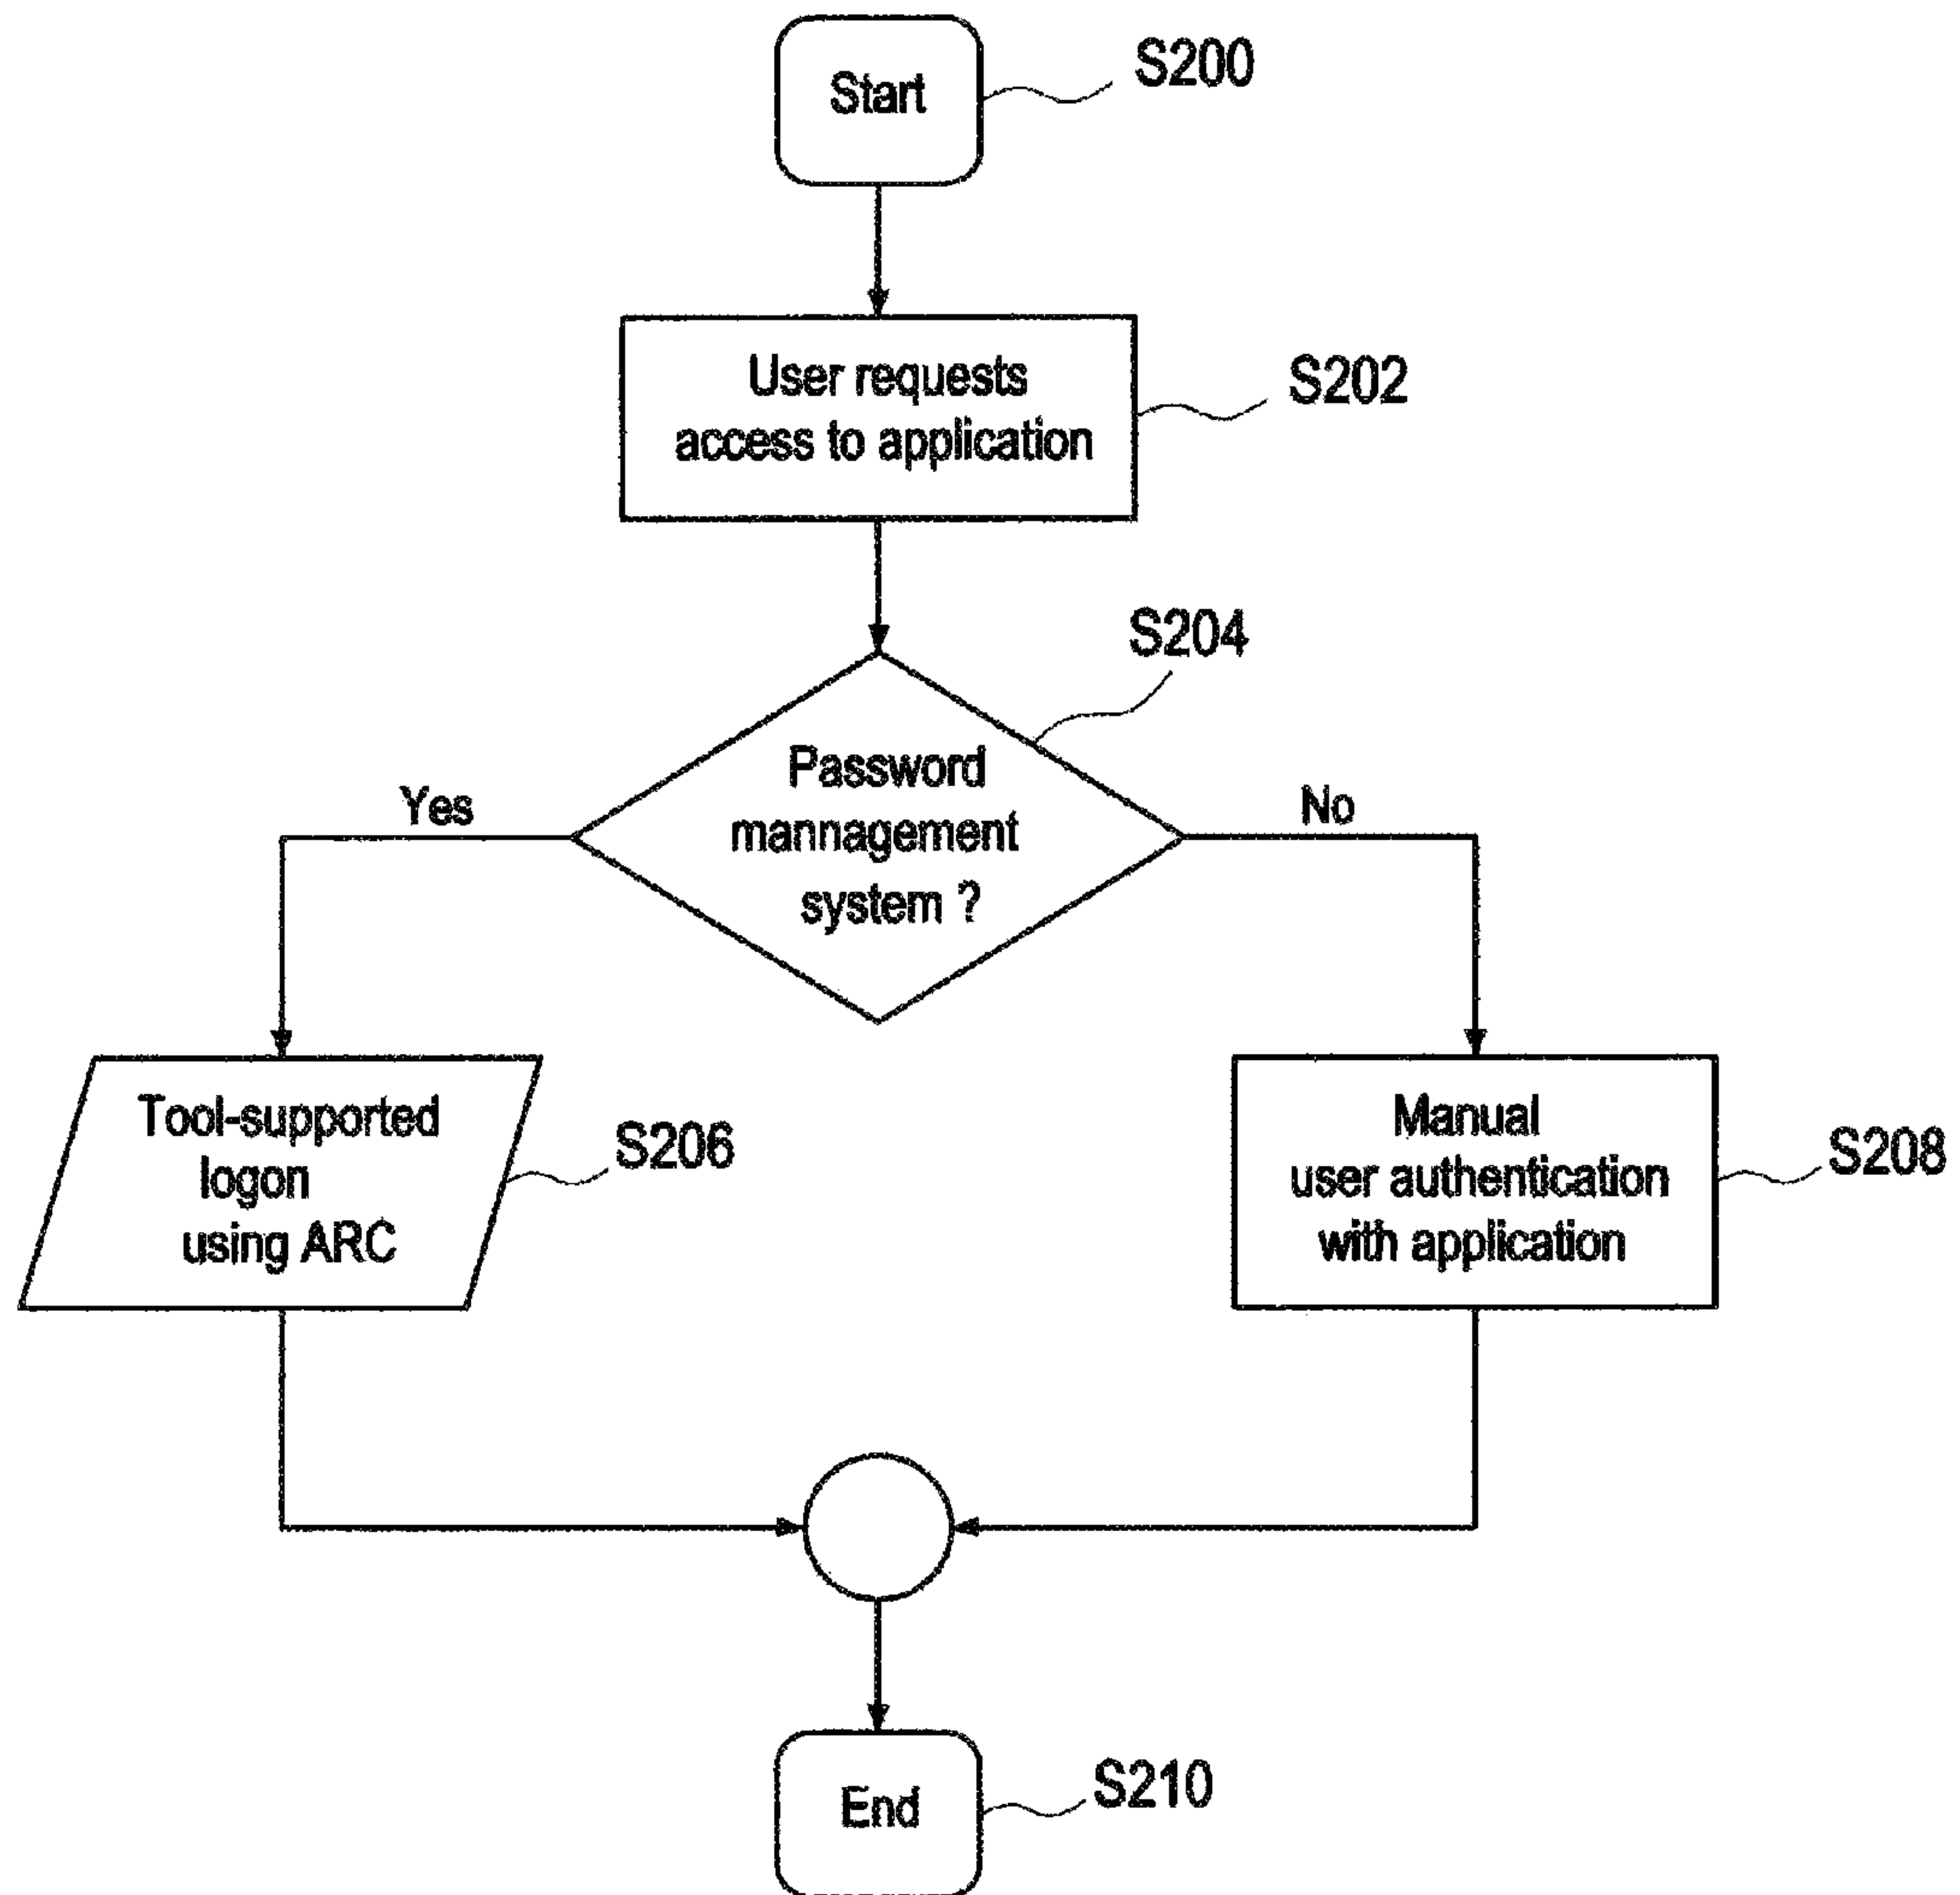 Start
S200
User requests
access to application
S202
S204
Password
mannagement
system ?
Yes
No
Tool-supported
logon
using ARC
S206
Manual
user authentication
with application
S208
End
S210